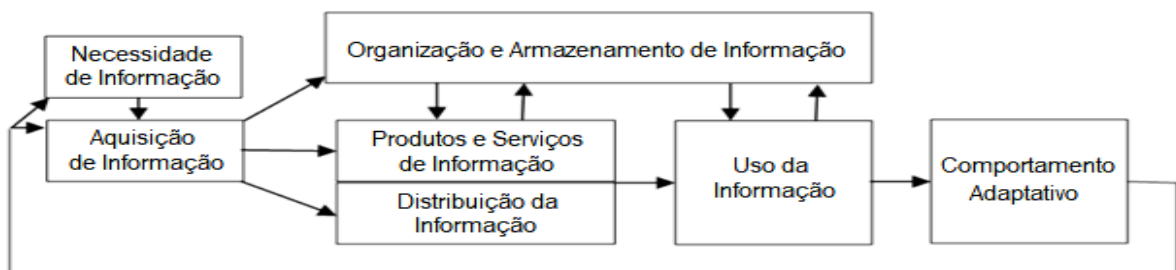 Necessidade
de Informação
Organização e Armazenamento de Informação
Aquisição
de Informação
Produtos e Serviços
de Informação
Distribuição da
Informação
Uso da
Informação
Comportamento
Adaptativo